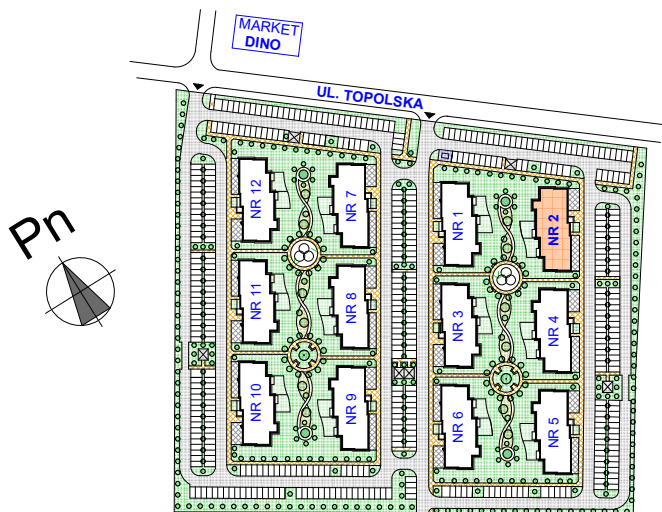 MARKET
DINO
UL. TOPOLSKA
Pn
NR 12
NR 7
NR 1
NR 2
NR 11
NR 8
NR 3
NR 4
NR 10
NR 9
NR 6
NR 5